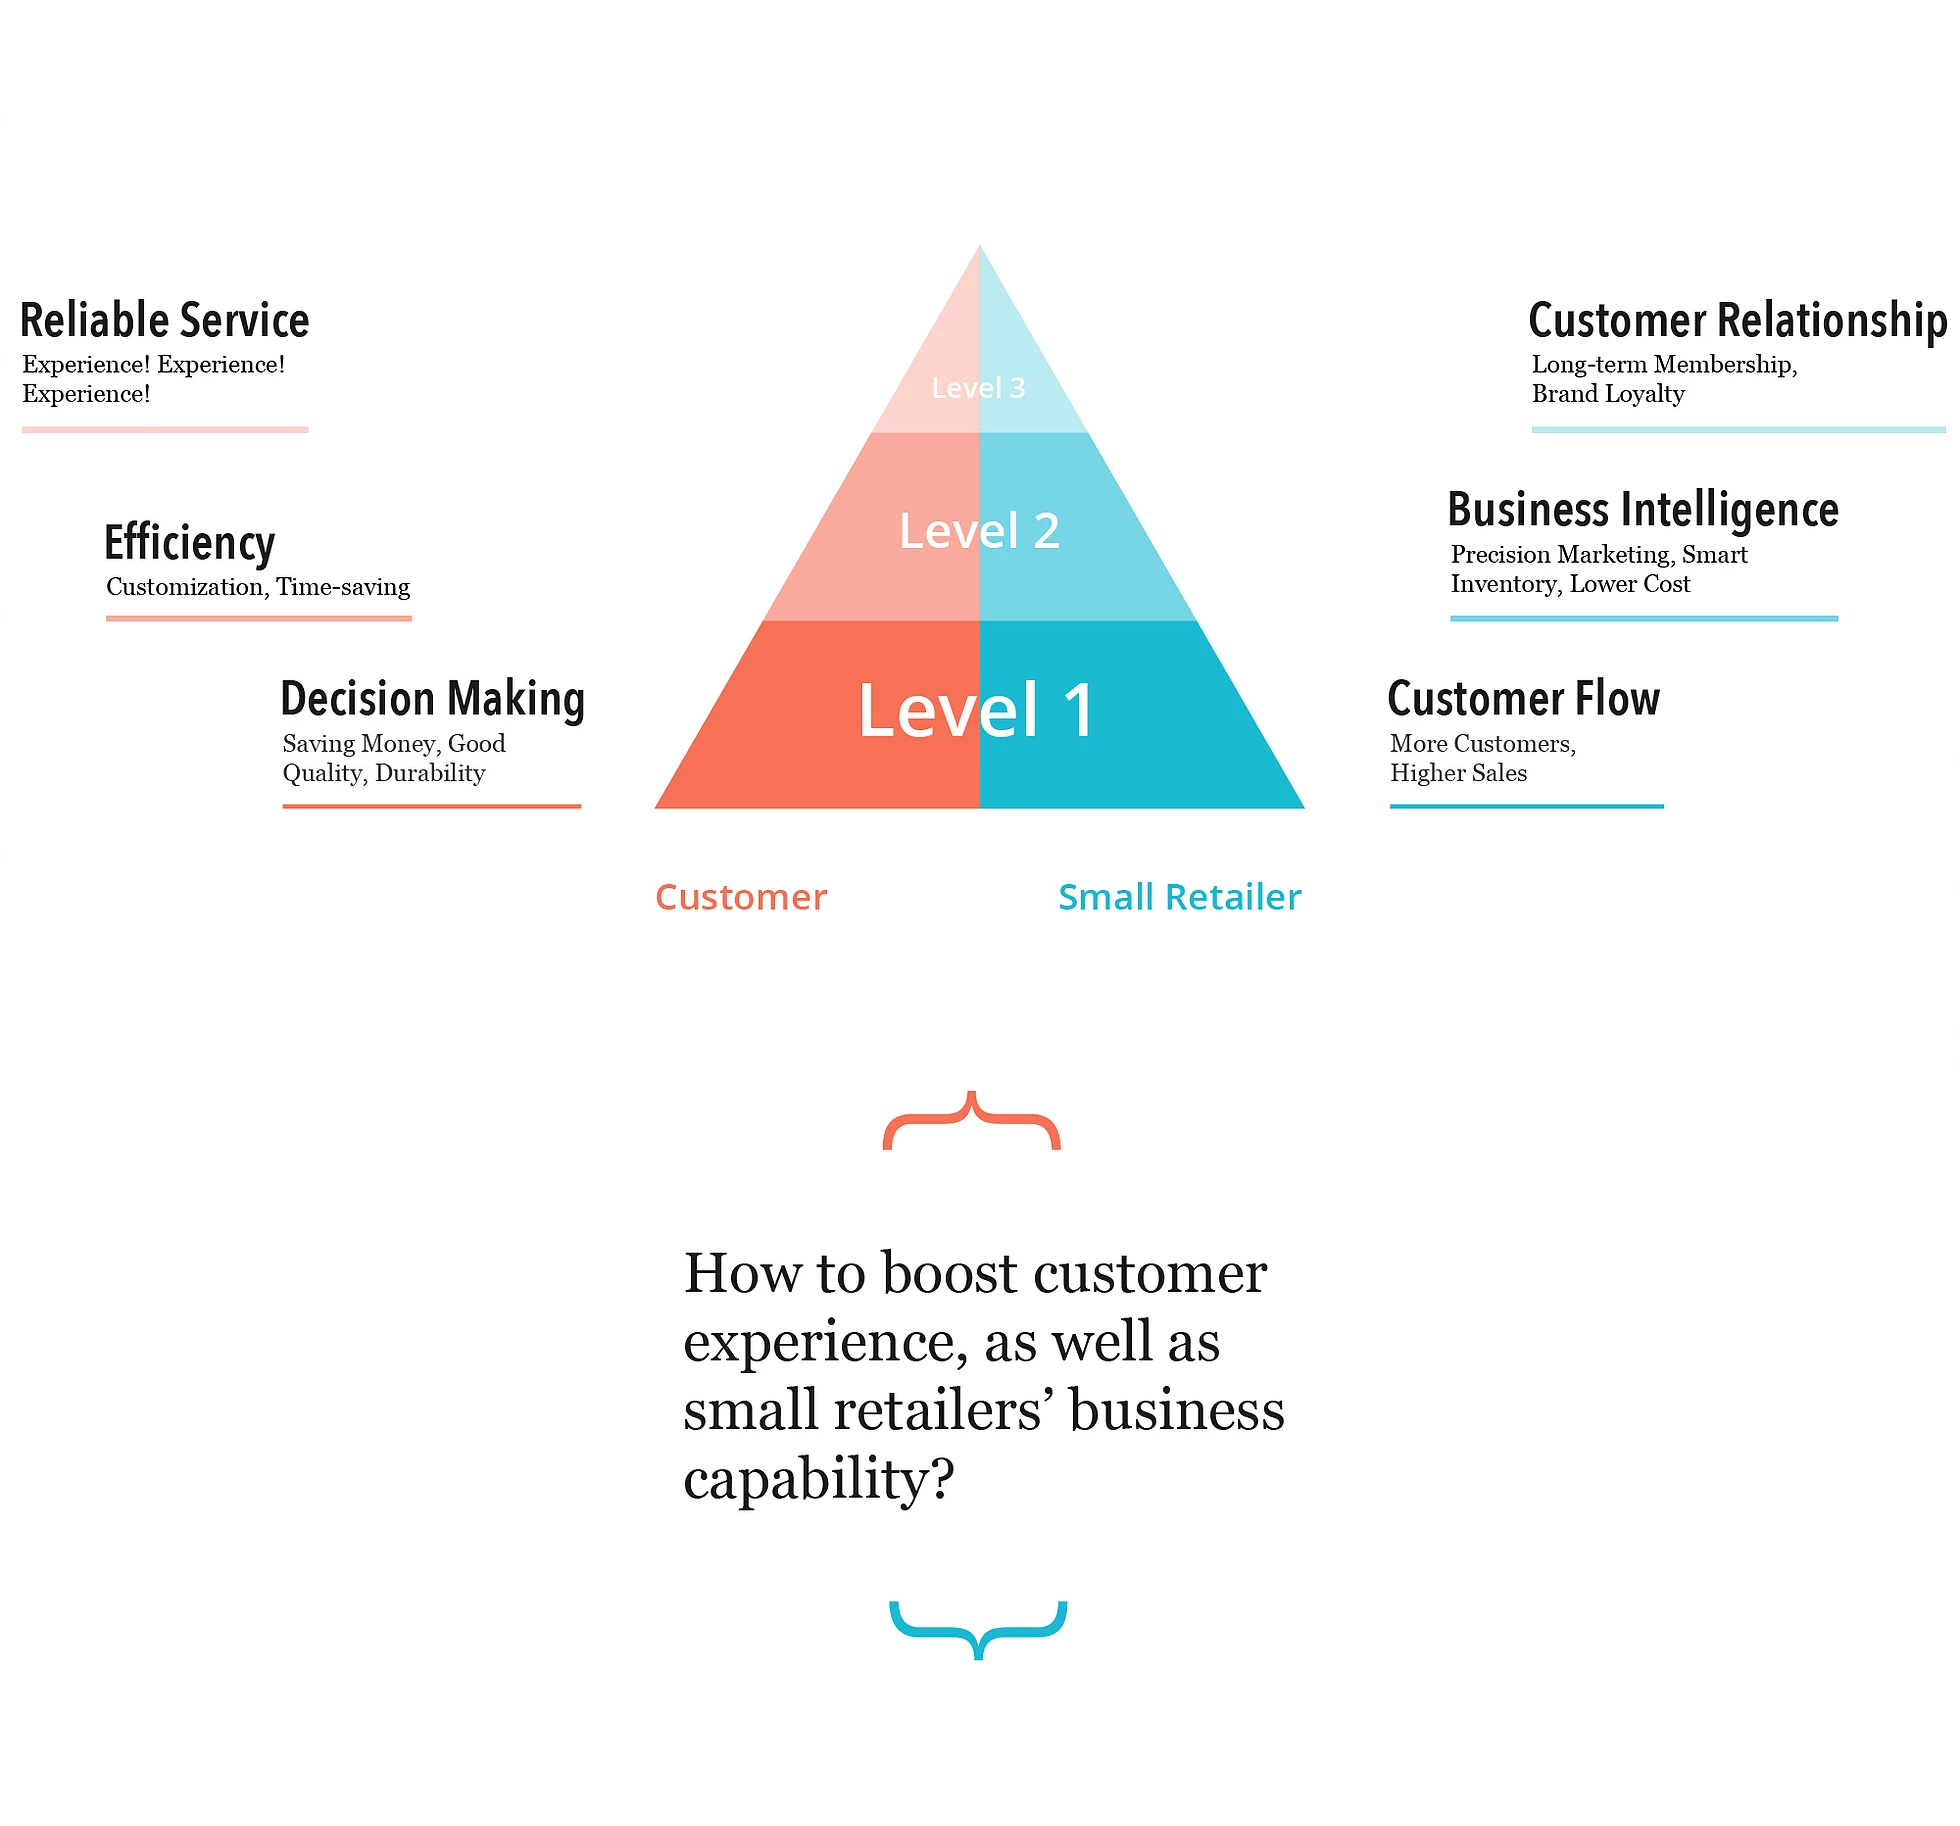 Reliable Service
Experience! Experience!
Experience!
Efficiency
Customization, Time-saving
Decision Making
Saving Money, Good
Quality, Durability
Level 3
Level 2
Level 1
Customer Relationship
Long-term Membership,
Brand Loyalty
Business Intelligence
Precision Marketing, Smart
Inventory, Lower Cost
Customer Flow
More Customers,
Higher Sales
Customer
Small Retailer
How to boost customer
experience, as well as
small retailers’ business
capability?